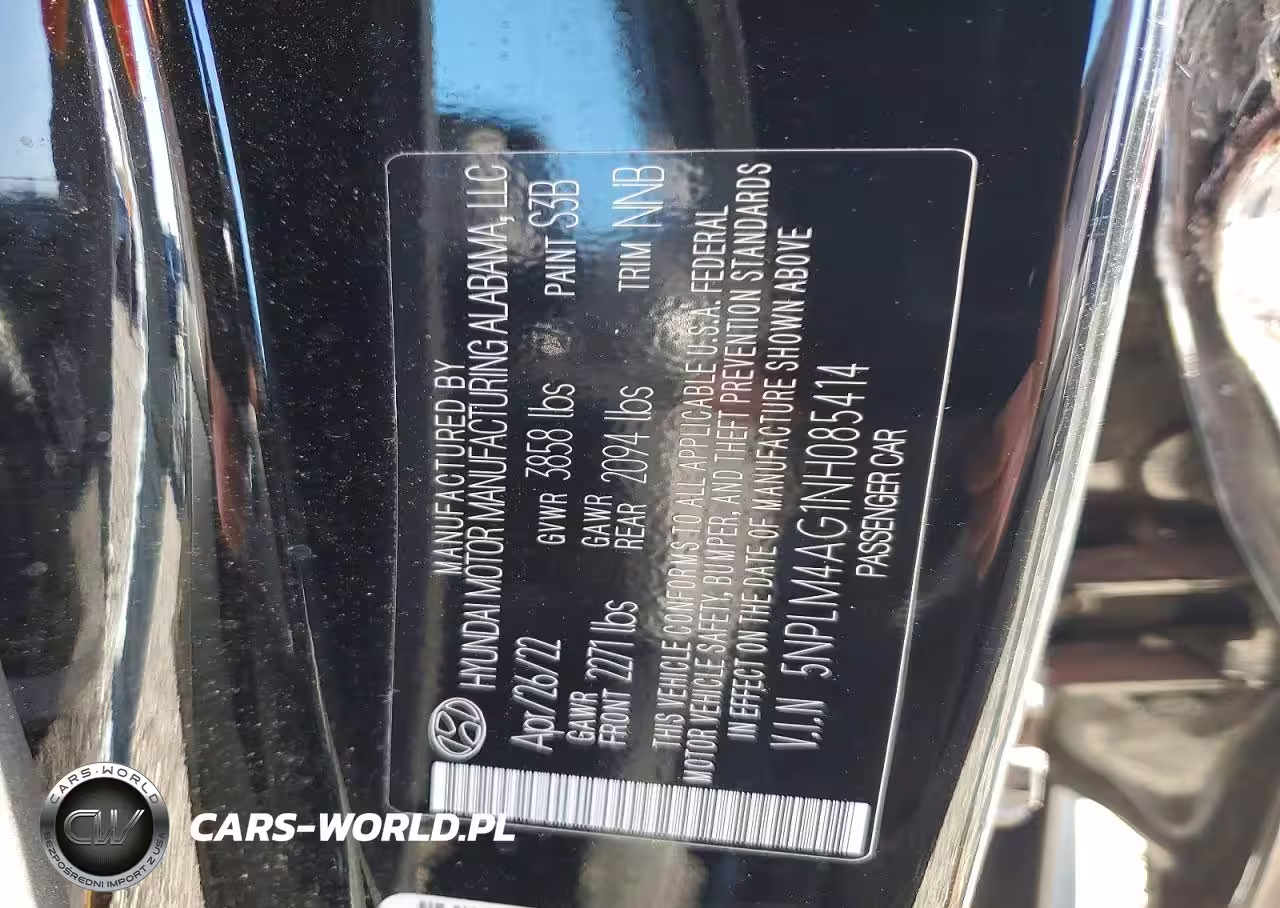 MANUFACTURED BY
HYUNDAI MOTOR MANUFACTURING ALABAMA, LLC
Apr/26/22 GVWR 3858 lbs PAINT S3B
GAWR FRONT 2271 lbs GAWR REAR 2094 lbs TRIM NNB
THIS VEHICLE CONFORMS TO ALL APPLICABLE U.S.A. FEDERAL
MOTOR VEHICLE SAFETY, BUMPER, AND THEFT PREVENTION STANDARDS
IN EFFECT ON THE DATE OF MANUFACTURE SHOWN ABOVE
V.I.N 5NPLM4AG1NH085414
PASSENGER CAR
CARS-WORLD
CW
BEZPOŚREDNI IMPORT Z USA
CARS-WORLD.PL